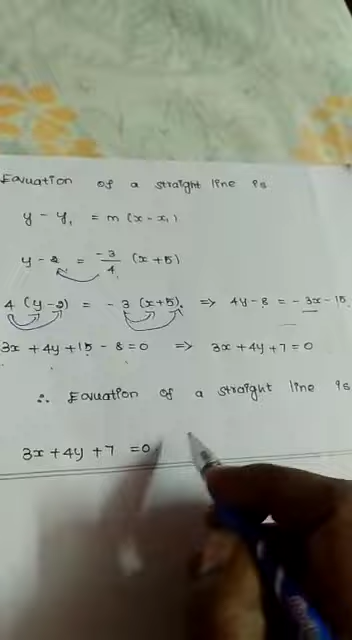 Equation of a straight line is
y - y₁ = m (x - x₁)
y - 2 = -3/4 (x + 5)
4 (y - 2) = -3 (x + 5). => 4y - 8 = -3x - 15.
3x + 4y + 15 - 8 = 0 => 3x + 4y + 7 = 0
∴ Equation of a straight line is
3x + 4y + 7 = 0